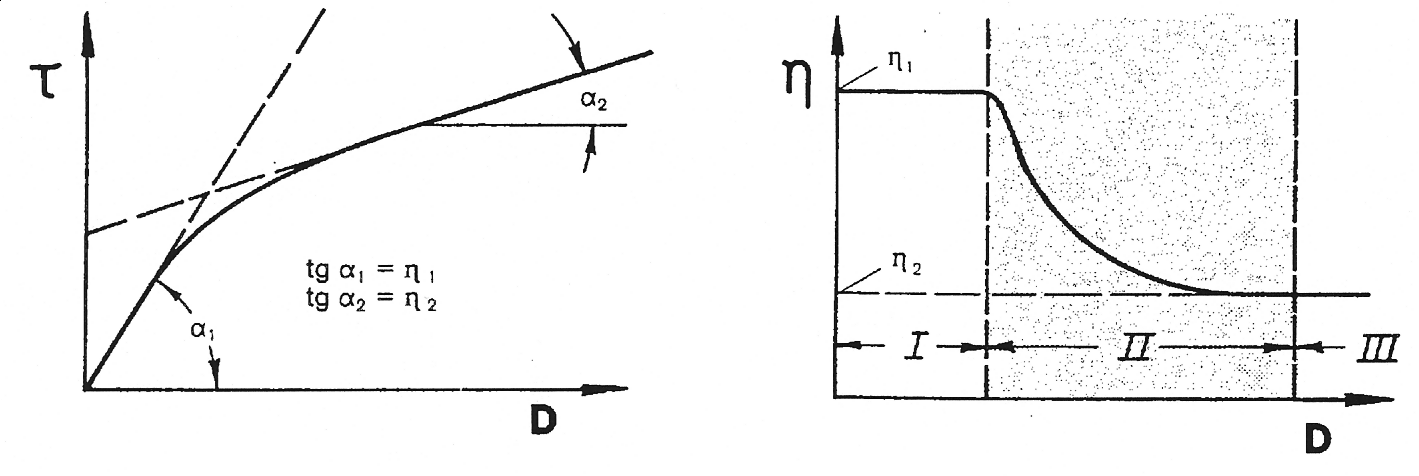 τ
α₂
tg α₁ = η₁
tg α₂ = η₂
α₁
D
η
η₁
η₂
I
II
III
D